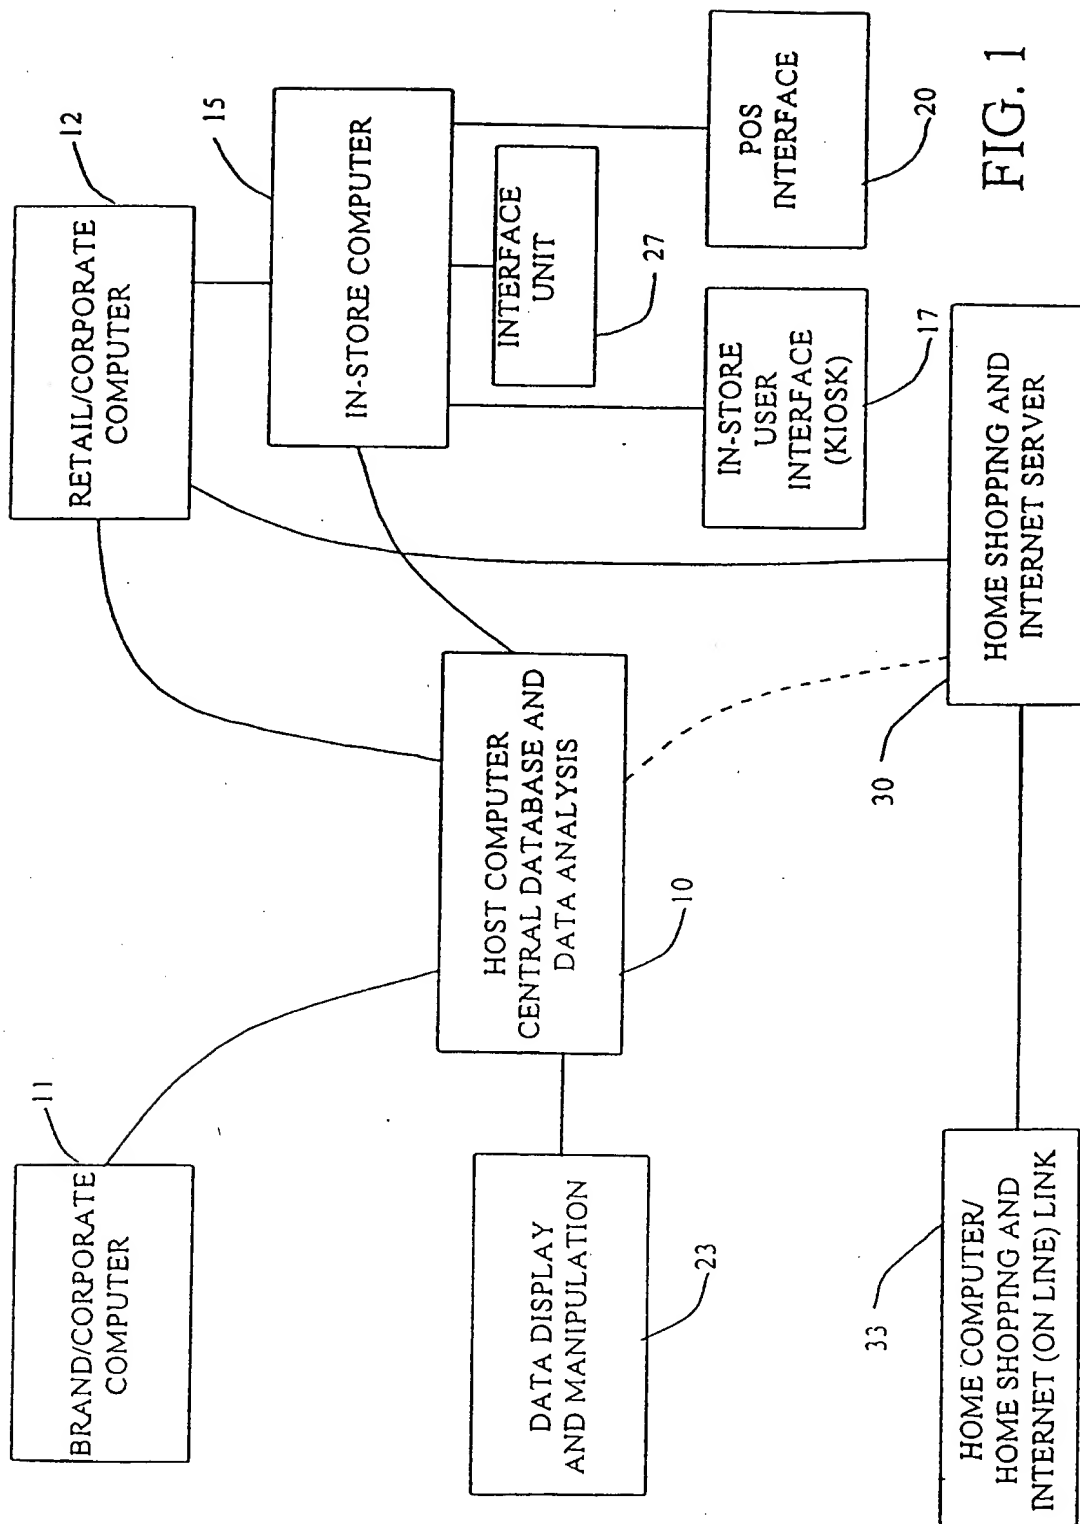 BRAND/CORPORATE
COMPUTER
11
RETAIL/CORPORATE
COMPUTER
12
DATA DISPLAY
AND MANIPULATION
23
HOST COMPUTER
CENTRAL DATABASE AND
DATA ANALYSIS
10
IN-STORE COMPUTER
15
INTERFACE
UNIT
27
IN-STORE
USER
INTERFACE
(KIOSK)
17
POS
INTERFACE
20
HOME COMPUTER/
HOME SHOPPING AND
INTERNET (ON LINE) LINK
33
HOME SHOPPING AND
INTERNET SERVER
30
FIG. 1